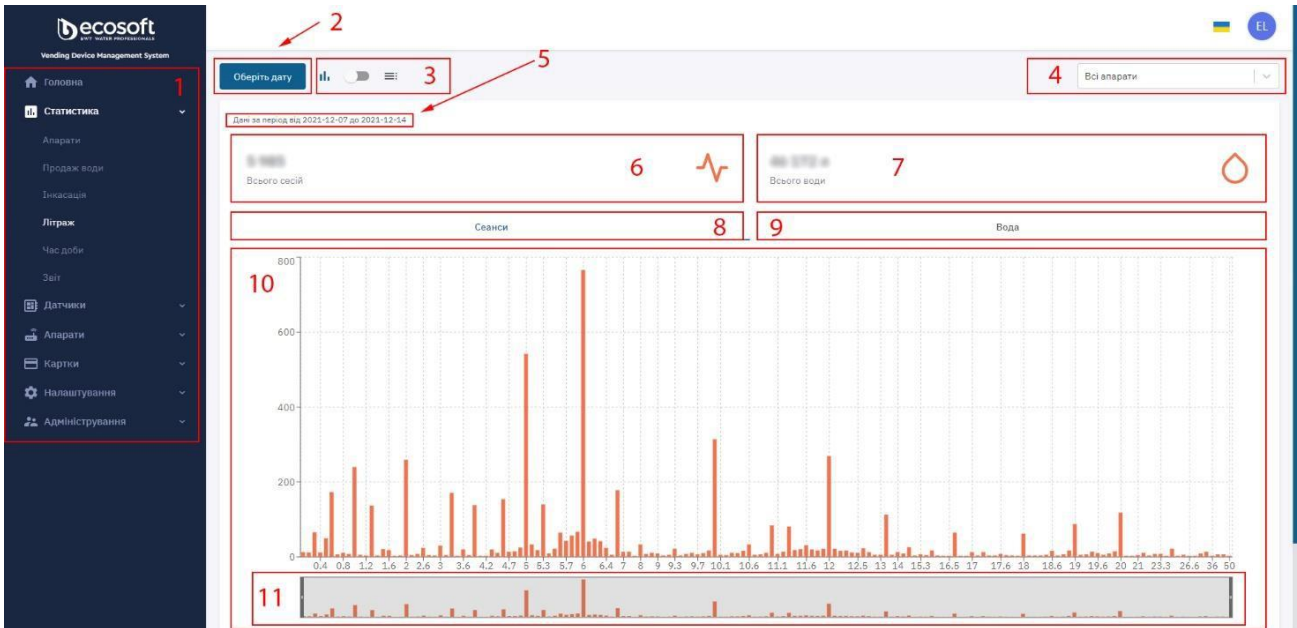 ecosoft
BWT WATER PROFESSIONALS
Vending Device Management System
1
Головна
Статистика
Апарати
Продаж води
Інкасація
Літраж
Час доби
Звіт
Датчики
Апарати
Картки
Налаштування
Адміністрування
2
EL
Оберіть дату
3
5
4
Всі апарати
Дані за період від 2021-12-07 до 2021-12-14
6
Всього сесій
7
Всього води
Сеанси
8
9
Вода
10
800
600
400
200
0
0.4 0.8 1.2 1.6 2 2.6 3 3.6 4.2 4.7 5 5.3 5.7 6 6.4 7 8 9 9.3 9.7 10.1 10.6 11.1 11.6 12 12.5 13 14 15.3 16.5 17 17.6 18 18.6 19 19.6 20 21 23.3 26.6 36 50
11